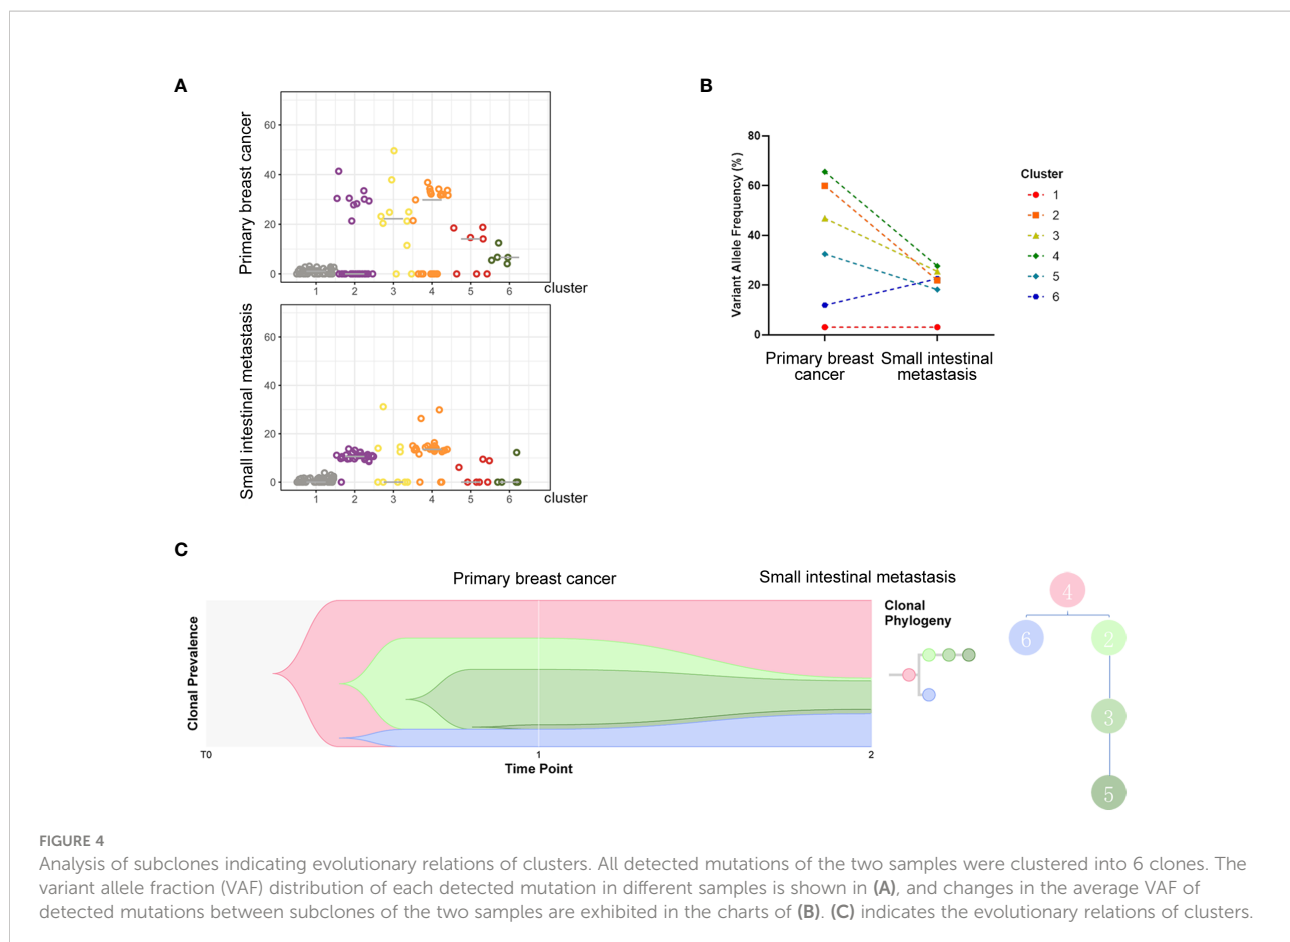 A
Primary breast cancer
60
40
20
0
1 2 3 4 5 6 cluster
Small intestinal metastasis
60
40
20
0
1 2 3 4 5 6 cluster
B
Variant Allele Frequency (%)
80
60
40
20
0
Primary breast cancer
Small intestinal metastasis
Cluster
1
2
3
4
5
6
C
Primary breast cancer
Small intestinal metastasis
Clonal Prevalence
T0 1 2
Time Point
Clonal
Phylogeny
4
6 2
3
5
FIGURE 4
Analysis of subclones indicating evolutionary relations of clusters. All detected mutations of the two samples were clustered into 6 clones. The
variant allele fraction (VAF) distribution of each detected mutation in different samples is shown in (A), and changes in the average VAF of
detected mutations between subclones of the two samples are exhibited in the charts of (B). (C) indicates the evolutionary relations of clusters.